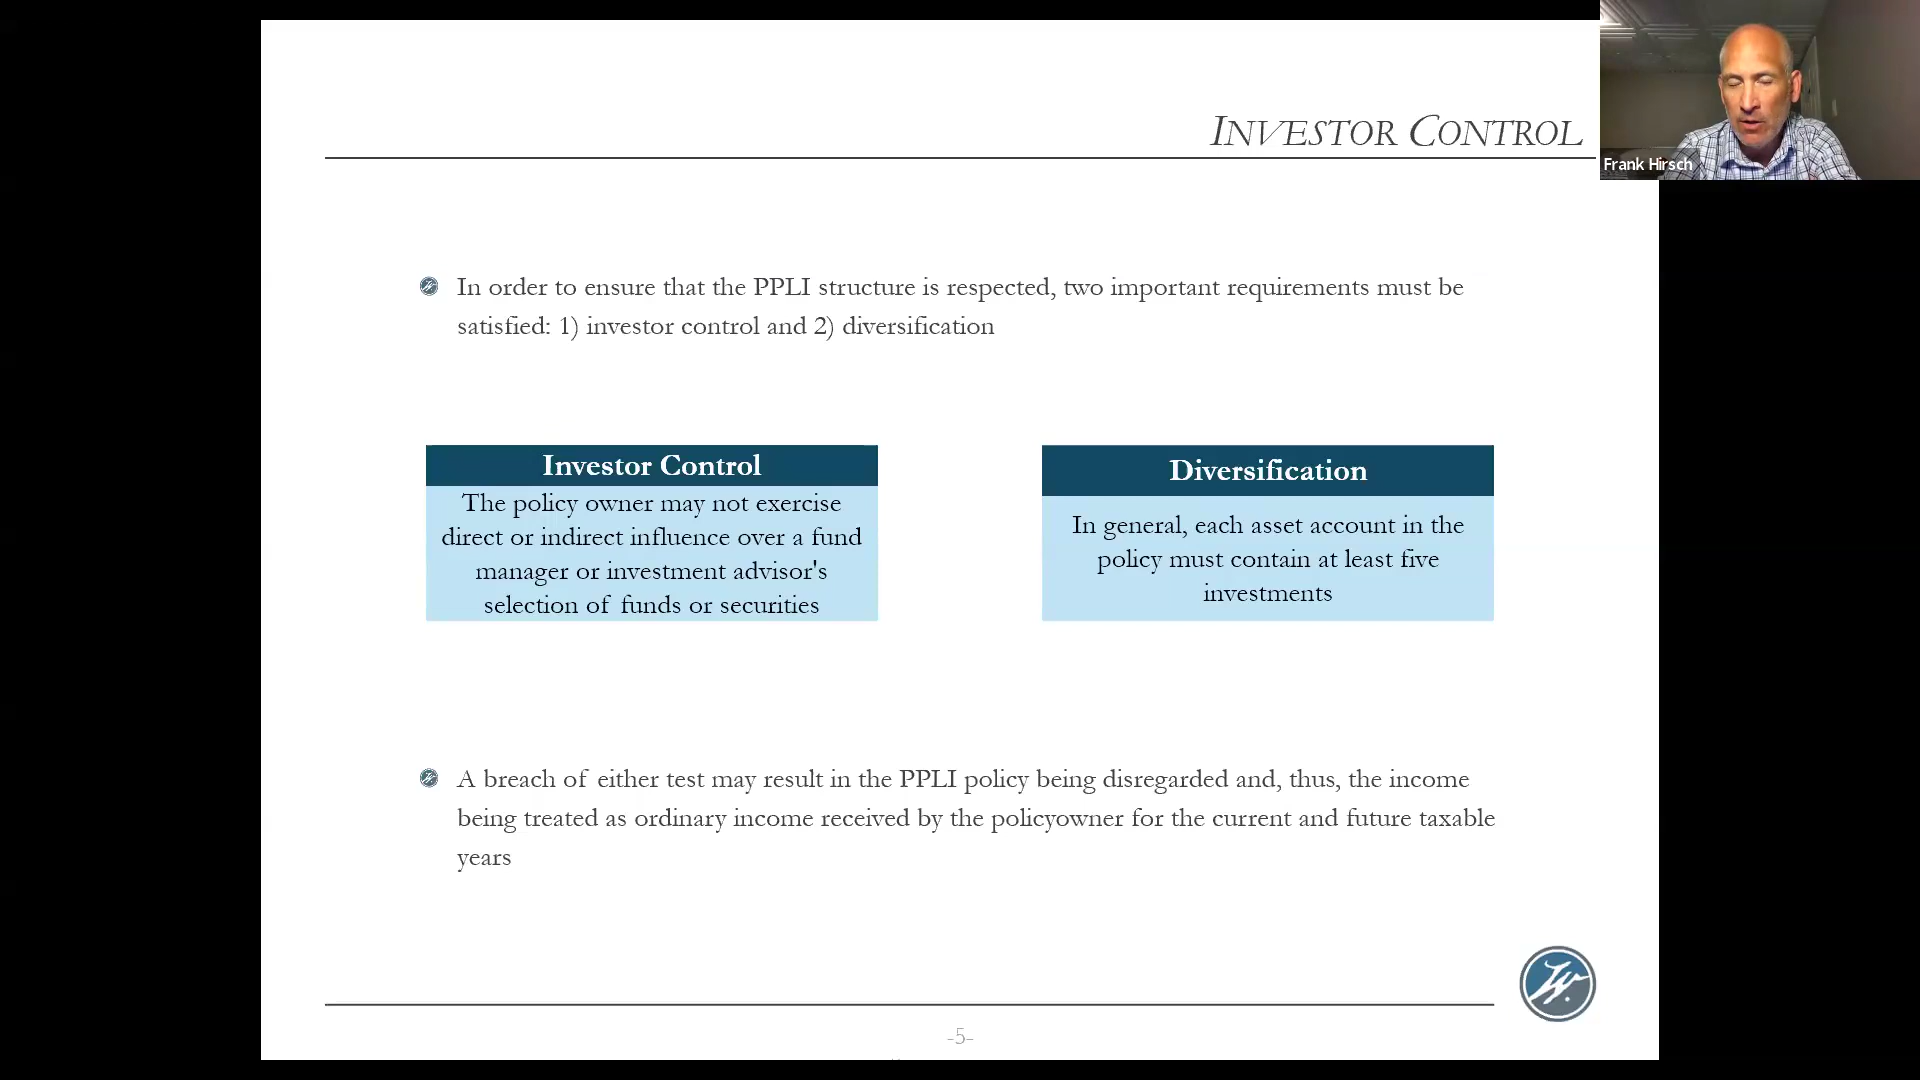 INVESTOR CONTROL
Frank Hirsch
In order to ensure that the PPLI structure is respected, two important requirements must be
satisfied: 1) investor control and 2) diversification
Investor Control
The policy owner may not exercise
direct or indirect influence over a fund
manager or investment advisor's
selection of funds or securities
Diversification
In general, each asset account in the
policy must contain at least five
investments
A breach of either test may result in the PPLI policy being disregarded and, thus, the income
being treated as ordinary income received by the policyowner for the current and future taxable
years
-5-